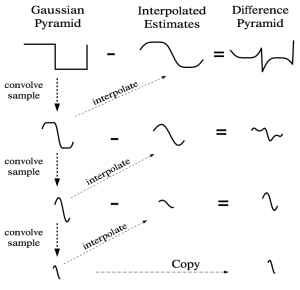 Gaussian Pyramid
Interpolated Estimates
Difference Pyramid
–
=
convolve
sample
interpolate
–
=
convolve
sample
interpolate
–
=
convolve
sample
interpolate
Copy